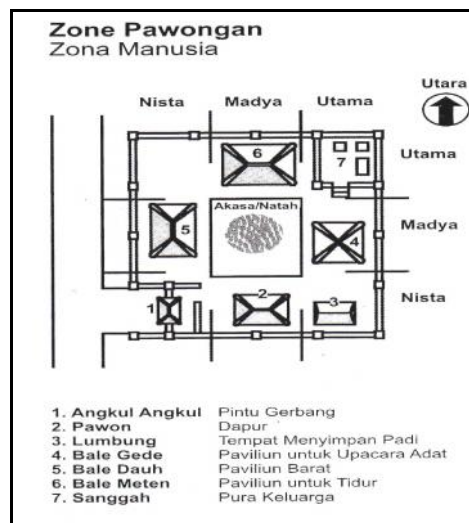 Zone Pawongan
Zona Manusia
Utara
Nista Madya Utama
6
7
Utama
Akasa/Natah
5
4
Madya
1
2
3
Nista
1. Angkul Angkul Pintu Gerbang
2. Pawon Dapur
3. Lumbung Tempat Menyimpan Padi
4. Bale Gede Paviliun untuk Upacara Adat
5. Bale Dauh Paviliun Barat
6. Bale Meten Paviliun untuk Tidur
7. Sanggah Pura Keluarga